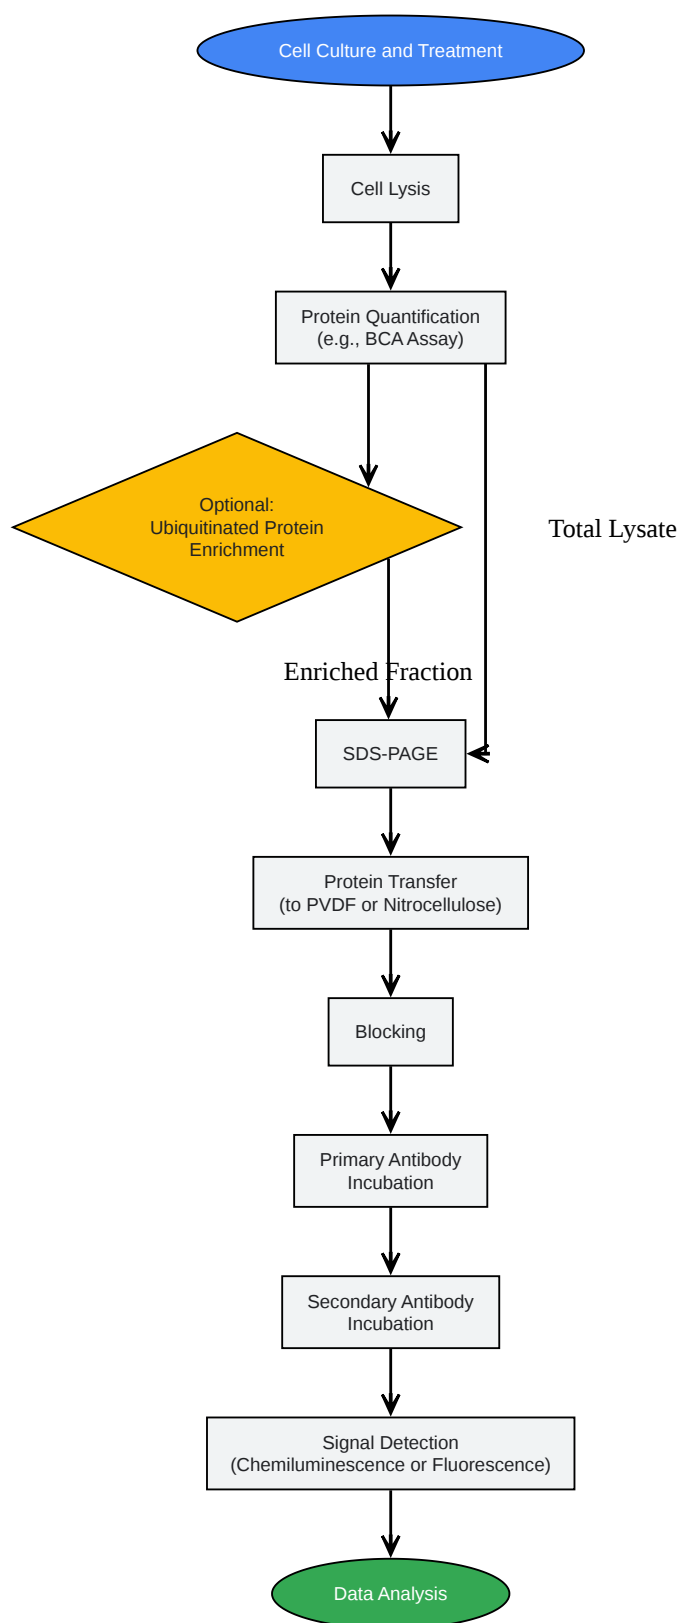 Cell Culture and Treatment
Cell Lysis
Protein Quantification
(e.g., BCA Assay)
Optional:
Ubiquitinated Protein
Enrichment
Total Lysate
Enriched Fraction
SDS-PAGE
Protein Transfer
(to PVDF or Nitrocellulose)
Blocking
Primary Antibody
Incubation
Secondary Antibody
Incubation
Signal Detection
(Chemiluminescence or Fluorescence)
Data Analysis